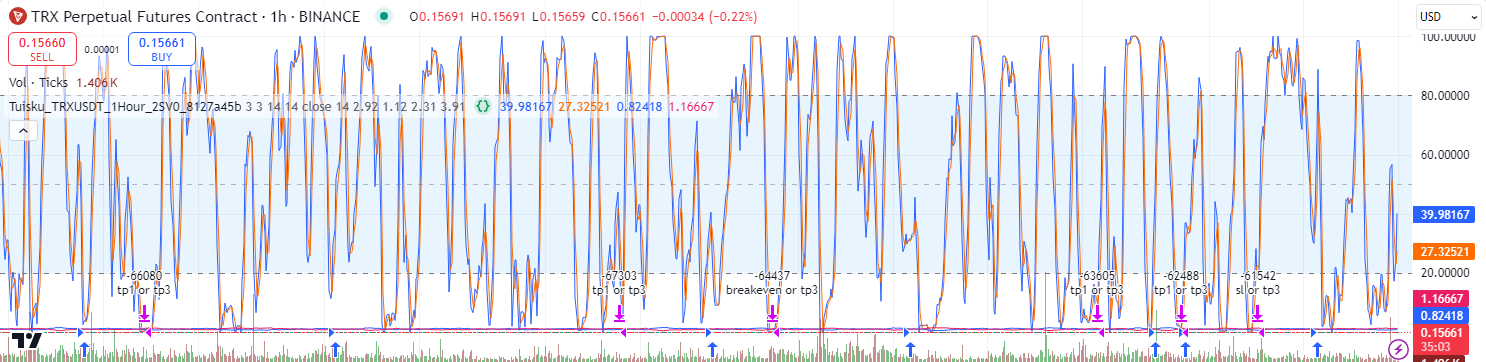 TRX Perpetual Futures Contract · 1h · BINANCE O0.15691 H0.15691 L0.15659 C0.15661 −0.00034 (−0.22%)
USD
0.15660
SELL
0.00001
0.15661
BUY
Vol · Ticks 1.406K
Tuisku_TRXUSDT_1Hour_2SV0_8127a45b 3 3 14 14 close 14 2.92 1.12 2.31 3.91 {} 39.98167 27.32521 0.82418 1.16667
100.00000
80.00000
60.00000
39.98167
27.32521
20.00000
1.16667
0.82418
0.15661
35:03
1.406K
-66080
tp1 or tp3
-67303
tp1 or tp3
-64437
breakeven or tp3
-63605
tp1 or tp3
-62488
tp1 or tp3
-61542
sl or tp3